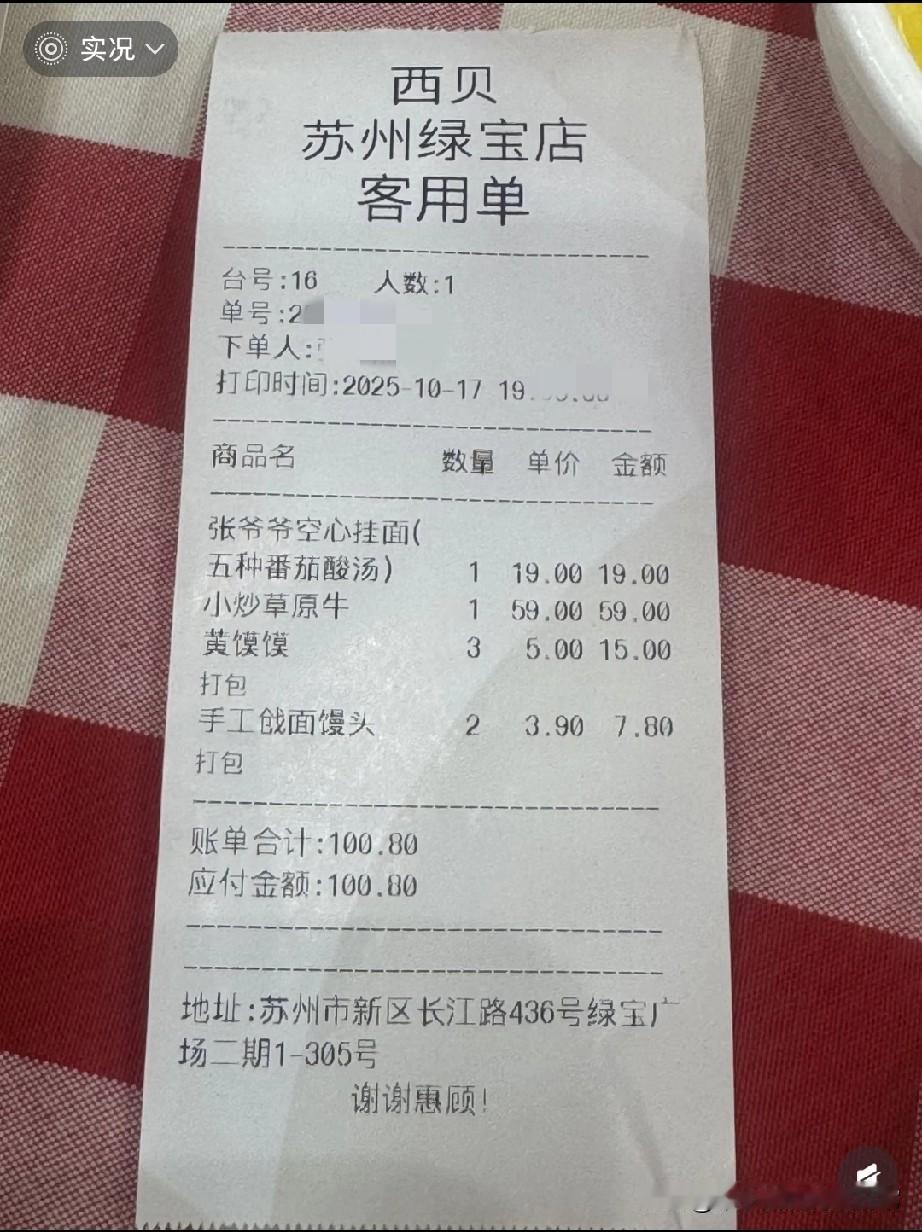 实况
西贝
苏州绿宝店
客用单
台号:16 人数:1
单号:2
下单人:
打印时间:2025-10-17 19
商品名 数量 单价 金额
张爷爷空心挂面(
五种番茄酸汤) 1 19.00 19.00
小炒草原牛 1 59.00 59.00
黄馍馍 3 5.00 15.00
打包
手工戗面馒头 2 3.90 7.80
打包
账单合计:100.80
应付金额:100.80
地址:苏州市新区长江路436号绿宝广
场二期1-305号
谢谢惠顾!